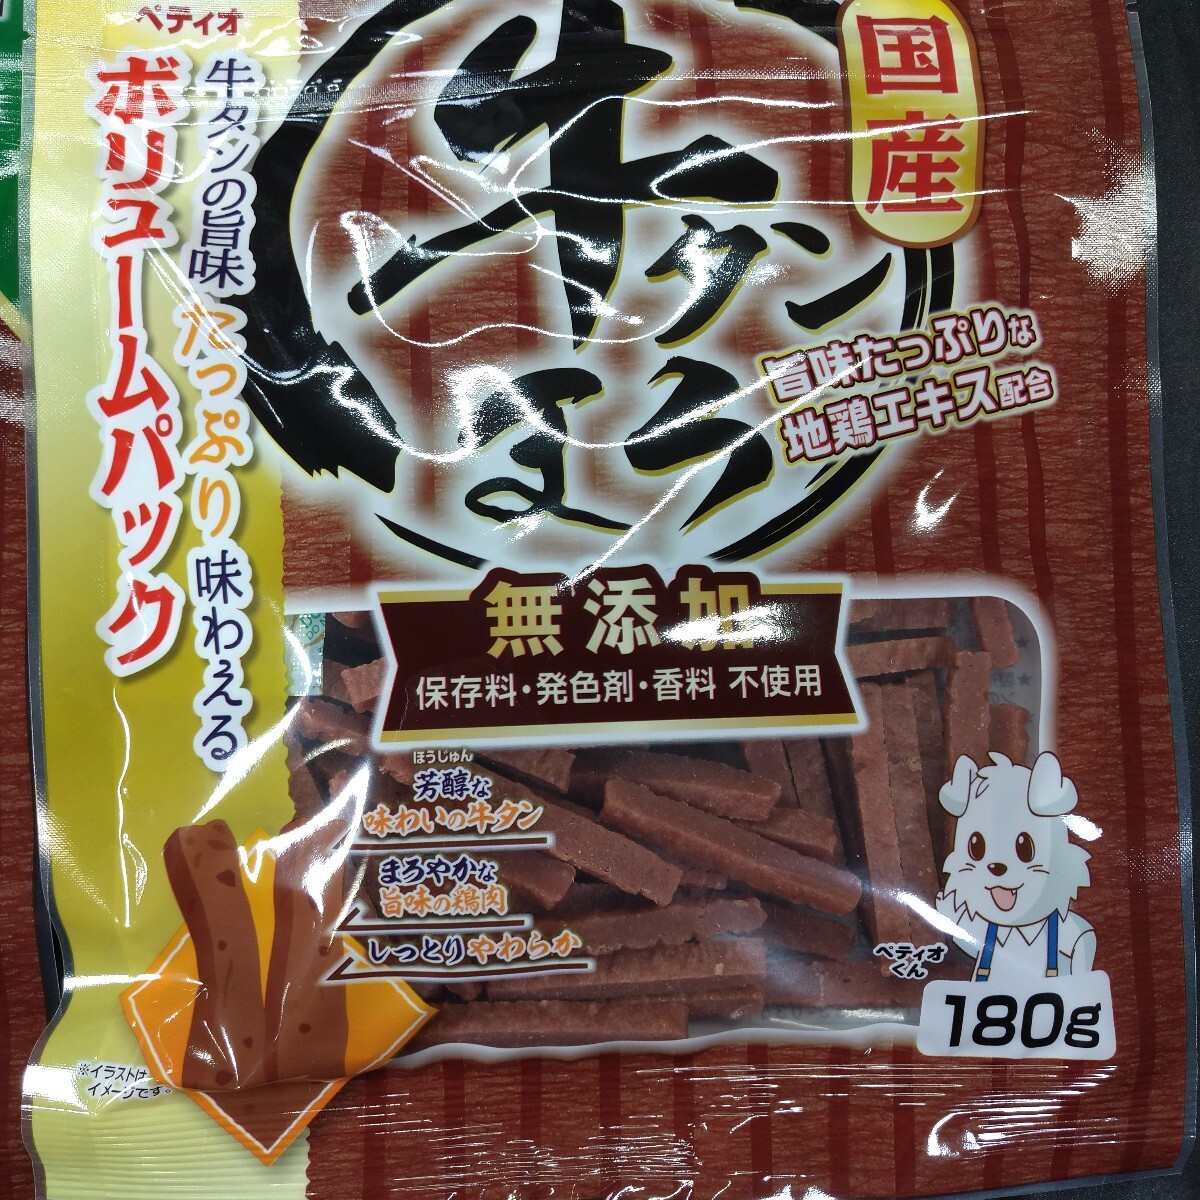 ペティオ
牛タンの旨味
たっぷり味わえる
ボリュームパック
国産
牛タン
ぼう
旨味たっぷりな
地鶏エキス配合
無添加
保存料・発色剤・香料 不使用
ほうじゅん
芳醇な
味わいの牛タン
まろやかな
旨味の鶏肉
しっとりやわらか
ペティオ
くん
180g
※イラストは
イメージです。